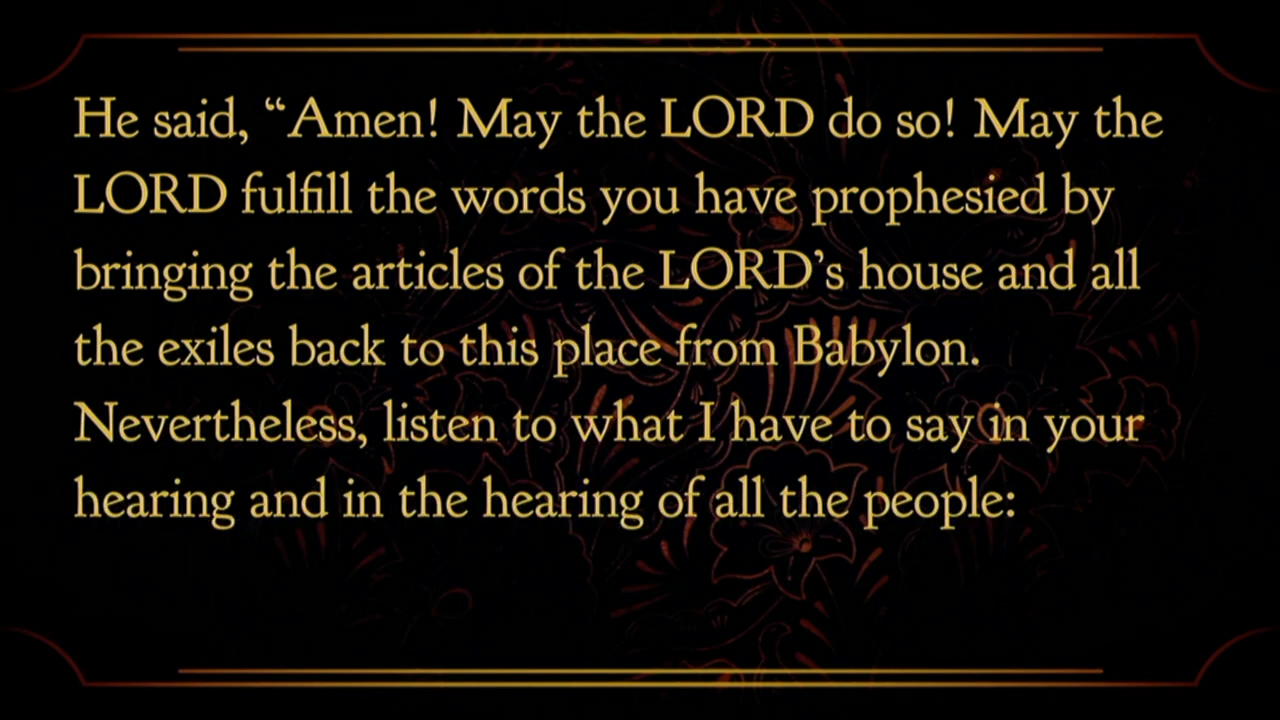 He said, “Amen! May the LORD do so! May the
LORD fulfill the words you have prophesied by
bringing the articles of the LORD’s house and all
the exiles back to this place from Babylon.
Nevertheless, listen to what I have to say in your
hearing and in the hearing of all the people: